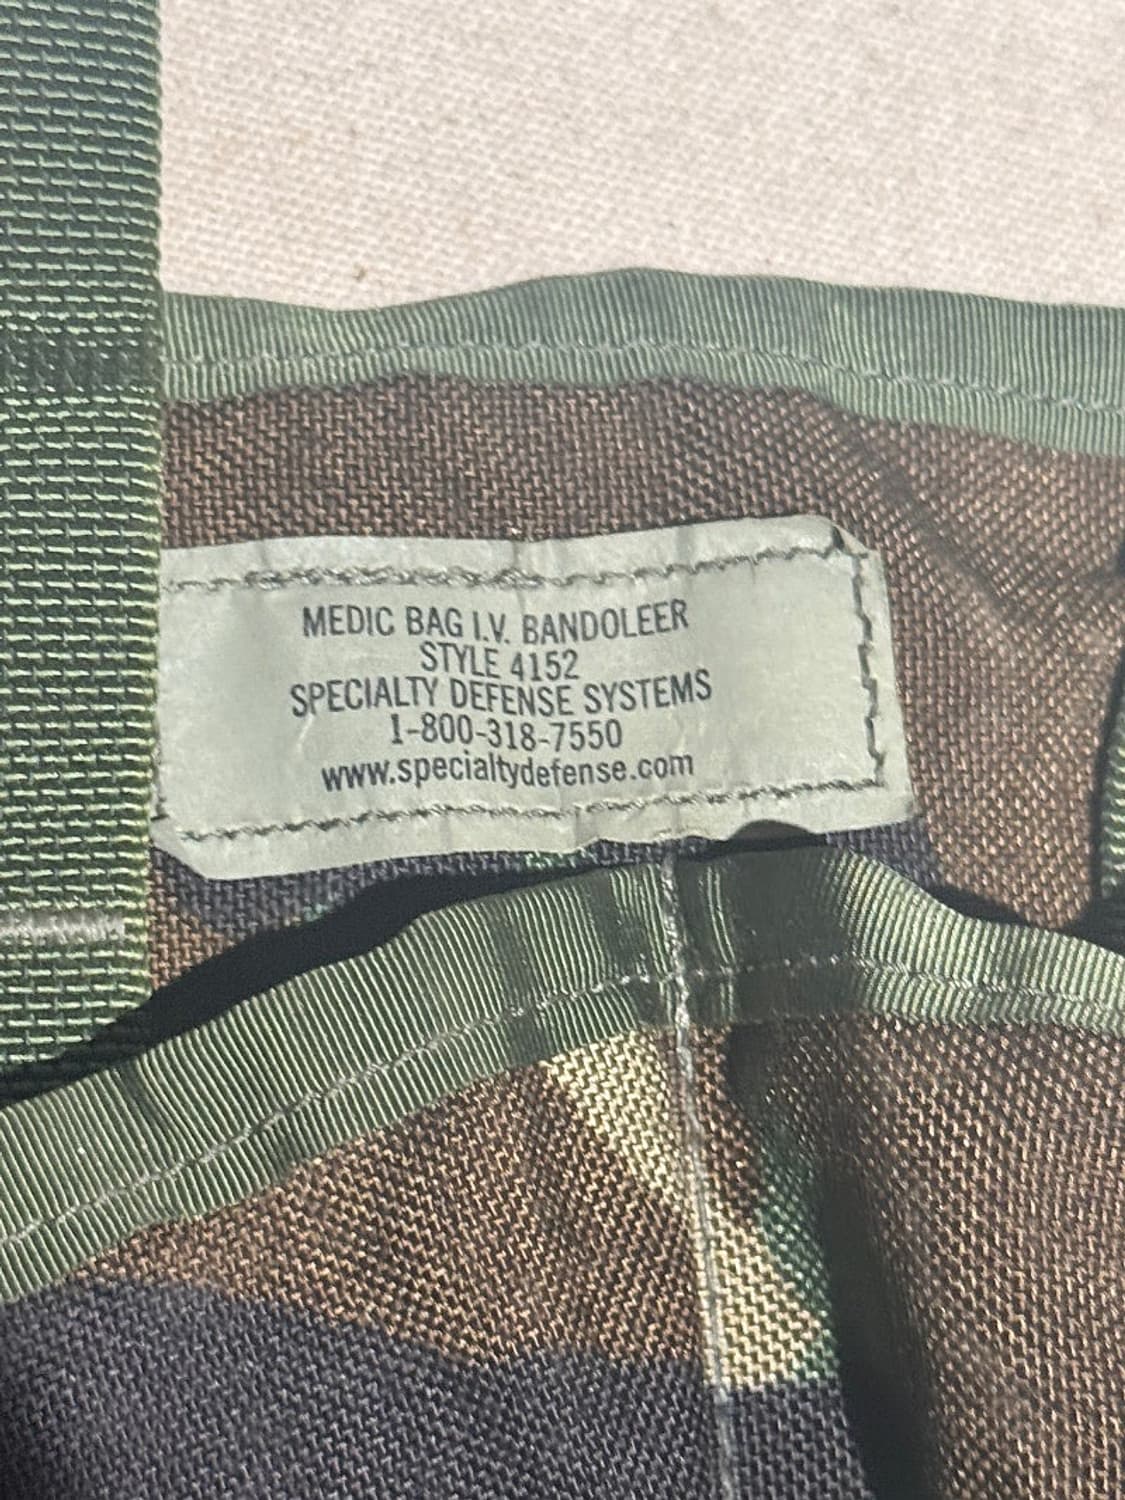 MEDIC BAG I.V. BANDOLEER
STYLE 4152
SPECIALTY DEFENSE SYSTEMS
1-800-318-7550
www.specialtydefense.com